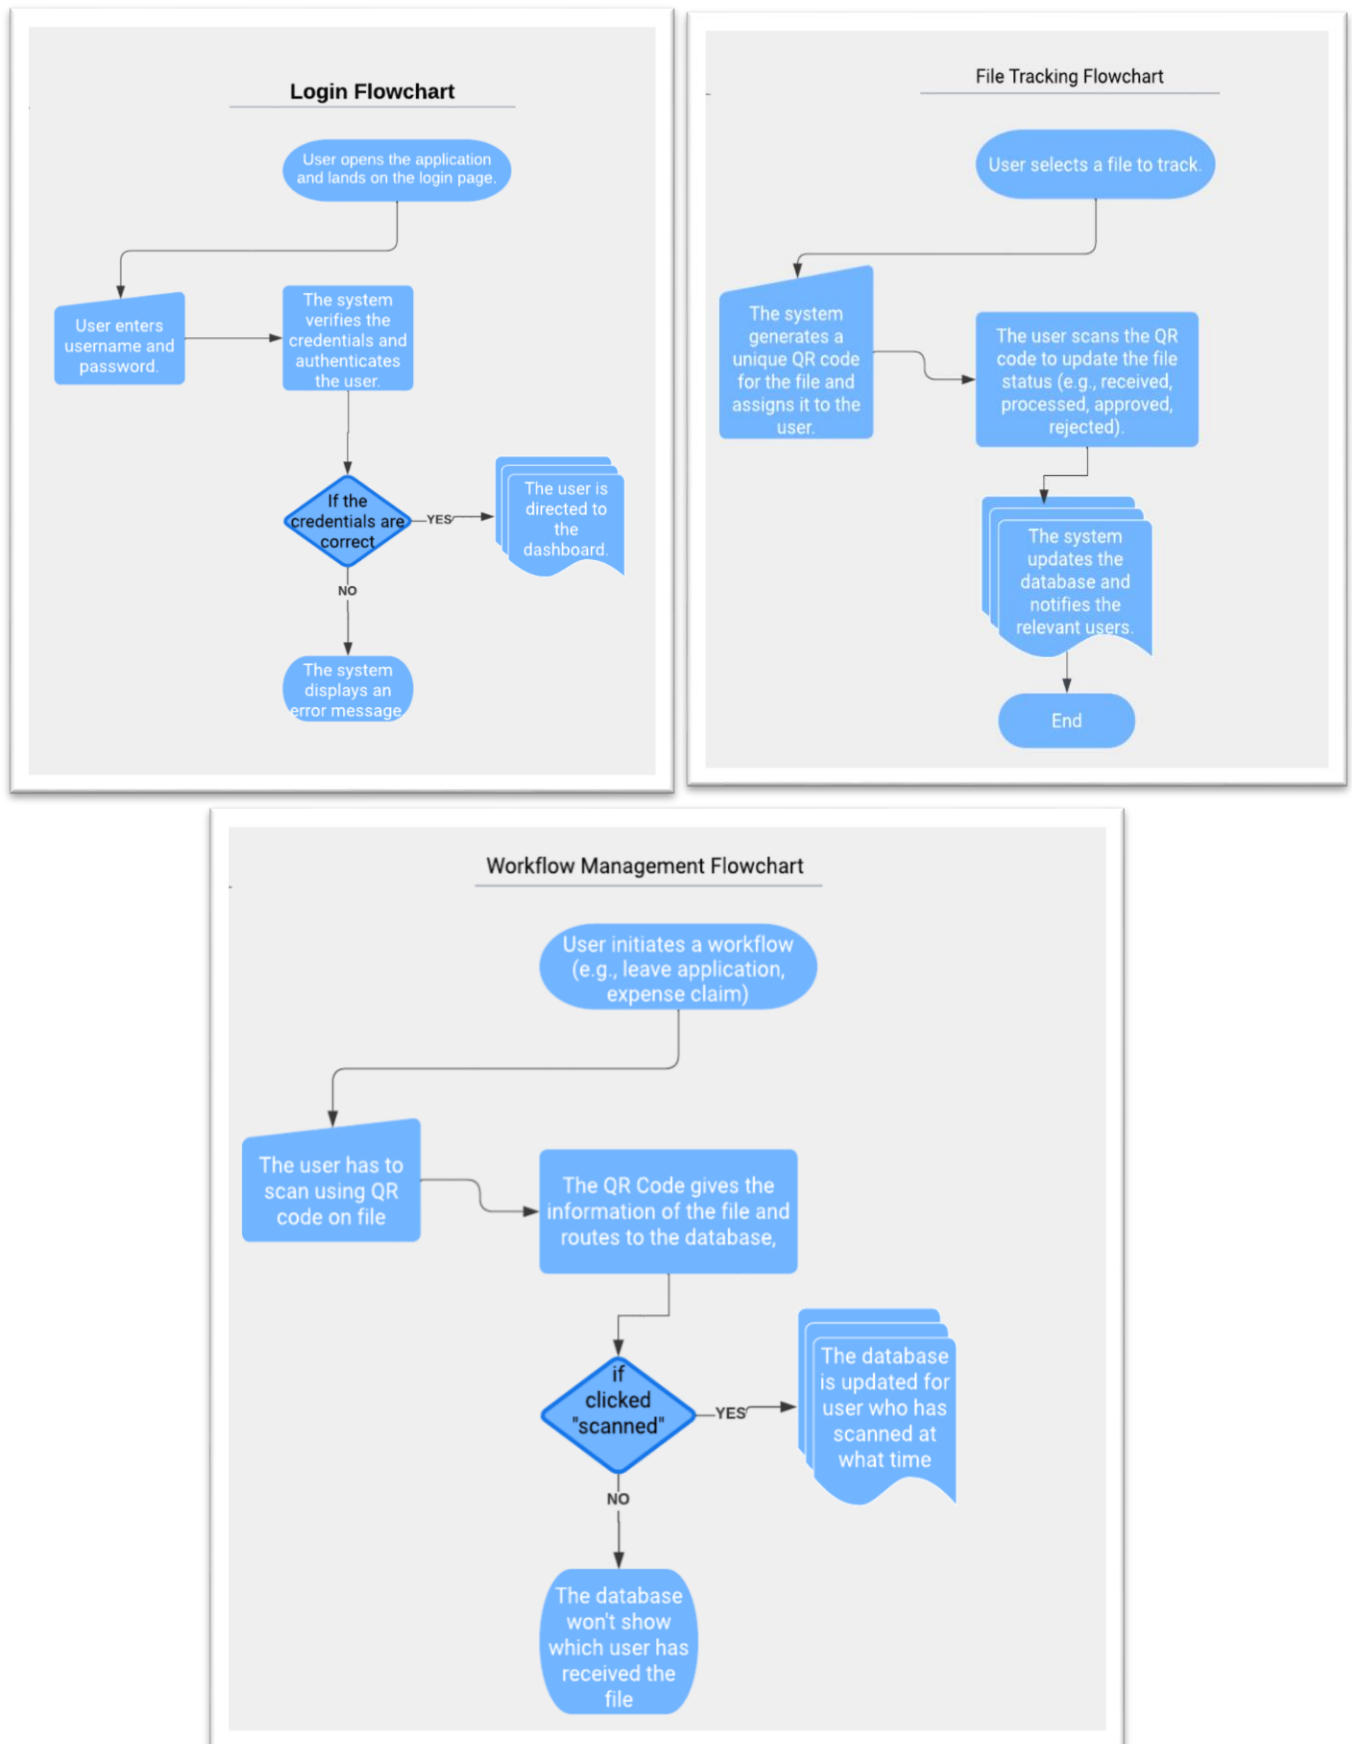 Login Flowchart
User opens the application
and lands on the login page.
User enters
username and
password.
The system
verifies the
credentials and
authenticates
the user.
If the
credentials are
correct
YES
The user is
directed to
the
dashboard.
NO
The system
displays an
error message.
File Tracking Flowchart
User selects a file to track.
The system
generates a
unique QR code
for the file and
assigns it to the
user.
The user scans the QR
code to update the file
status (e.g., received,
processed, approved,
rejected).
The system
updates the
database and
notifies the
relevant users.
End
Workflow Management Flowchart
User initiates a workflow
(e.g., leave application,
expense claim)
The user has to
scan using QR
code on file
The QR Code gives the
information of the file and
routes to the database,
if
clicked
"scanned"
YES
The database
is updated for
user who has
scanned at
what time
NO
The database
won't show
which user has
received the
file